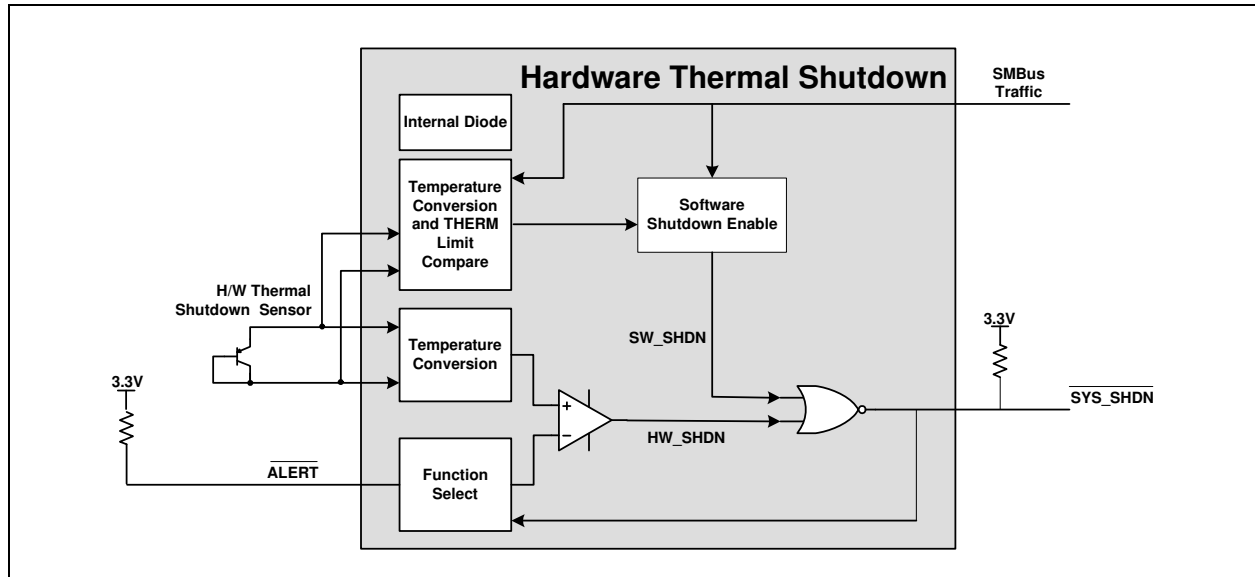 Hardware Thermal Shutdown
SMBus
Traffic
Internal Diode
Temperature
Conversion
and THERM
Limit
Compare
Software
Shutdown Enable
H/W Thermal
Shutdown Sensor
Temperature
Conversion
SW_SHDN
3.3V
3.3V
+
−
HW_SHDN
SYS_SHDN
ALERT
Function
Select